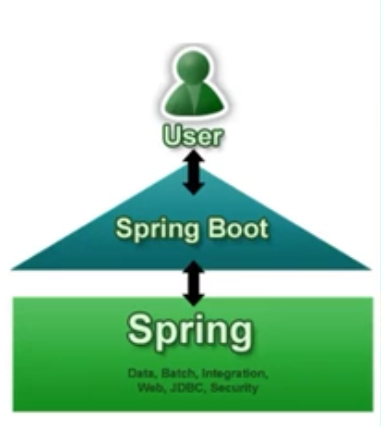 User
Spring Boot
Spring
Data, Batch, Integration,
Web, JDBC, Security